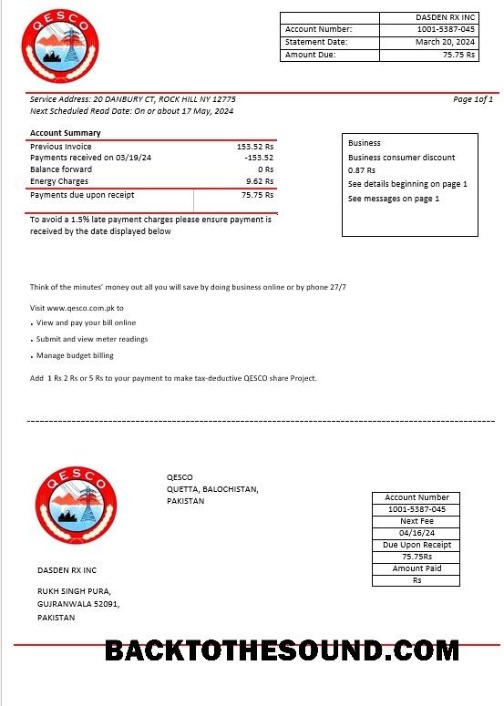 QESCO
DASDEN RX INC
Account Number: 1001-5387-045
Statement Date: March 20, 2024
Amount Due: 75.75 Rs
Service Address: 20 DANBURY CT, ROCK HILL NY 12775 Page 1of 1
Next Scheduled Read Date: On or about 17 May, 2024
Account Summary
Previous Invoice 153.52 Rs
Payments received on 03/19/24 -153.52
Balance forward 0 Rs
Energy Charges 9.62 Rs
Payments due upon receipt 75.75 Rs
To avoid a 1.5% late payment charges please ensure payment is
received by the date displayed below
Business
Business consumer discount
0.87 Rs
See details beginning on page 1
See messages on page 1
Think of the minutes’ money out all you will save by doing business online or by phone 27/7
Visit www.qesco.com.pk to
• View and pay your bill online
• Submit and view meter readings
• Manage budget billing
Add 1 Rs 2 Rs or 5 Rs to your payment to make tax-deductive QESCO share Project.
QESCO
QESCO
QUETTA, BALOCHISTAN,
PAKISTAN
Account Number
1001-5387-045
Next Fee
04/16/24
Due Upon Receipt
75.75Rs
Amount Paid
Rs
DASDEN RX INC
RUKH SINGH PURA,
GUJRANWALA 52091,
PAKISTAN
BACKTOTHESOUND.COM